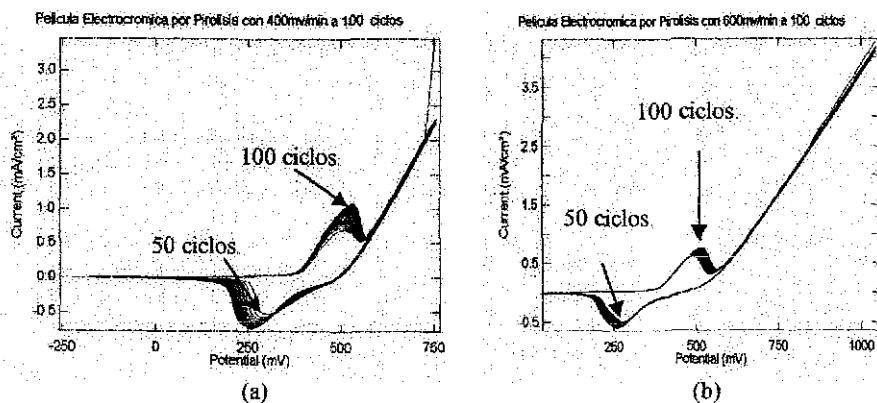 Pelicula Electrocromica por Pirolisis con 400mv/min a 100 ciclos
3.0
2.5
2.0
1.5
1.0
0.5
0.0
-0.5
Current (mA/cm²)
100 ciclos
50 ciclos
-250
0
250
500
750
Potential (mV)
(a)
Pelicula Electrocromica por Pirolisis con 600mv/min a 100 ciclos
3.5
2.5
1.5
0.5
-0.5
Current (mA/cm²)
100 ciclos
50 ciclos
250
500
750
1000
Potential (mV)
(b)